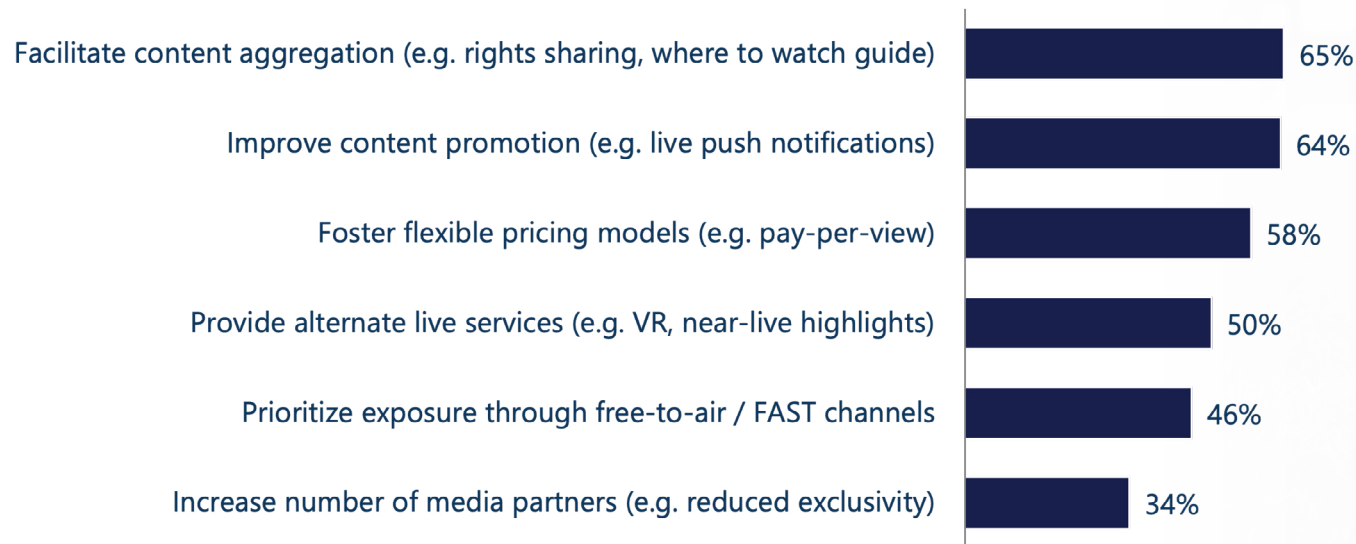 Facilitate content aggregation (e.g. rights sharing, where to watch guide) 65%
Improve content promotion (e.g. live push notifications) 64%
Foster flexible pricing models (e.g. pay-per-view) 58%
Provide alternate live services (e.g. VR, near-live highlights) 50%
Prioritize exposure through free-to-air / FAST channels 46%
Increase number of media partners (e.g. reduced exclusivity) 34%